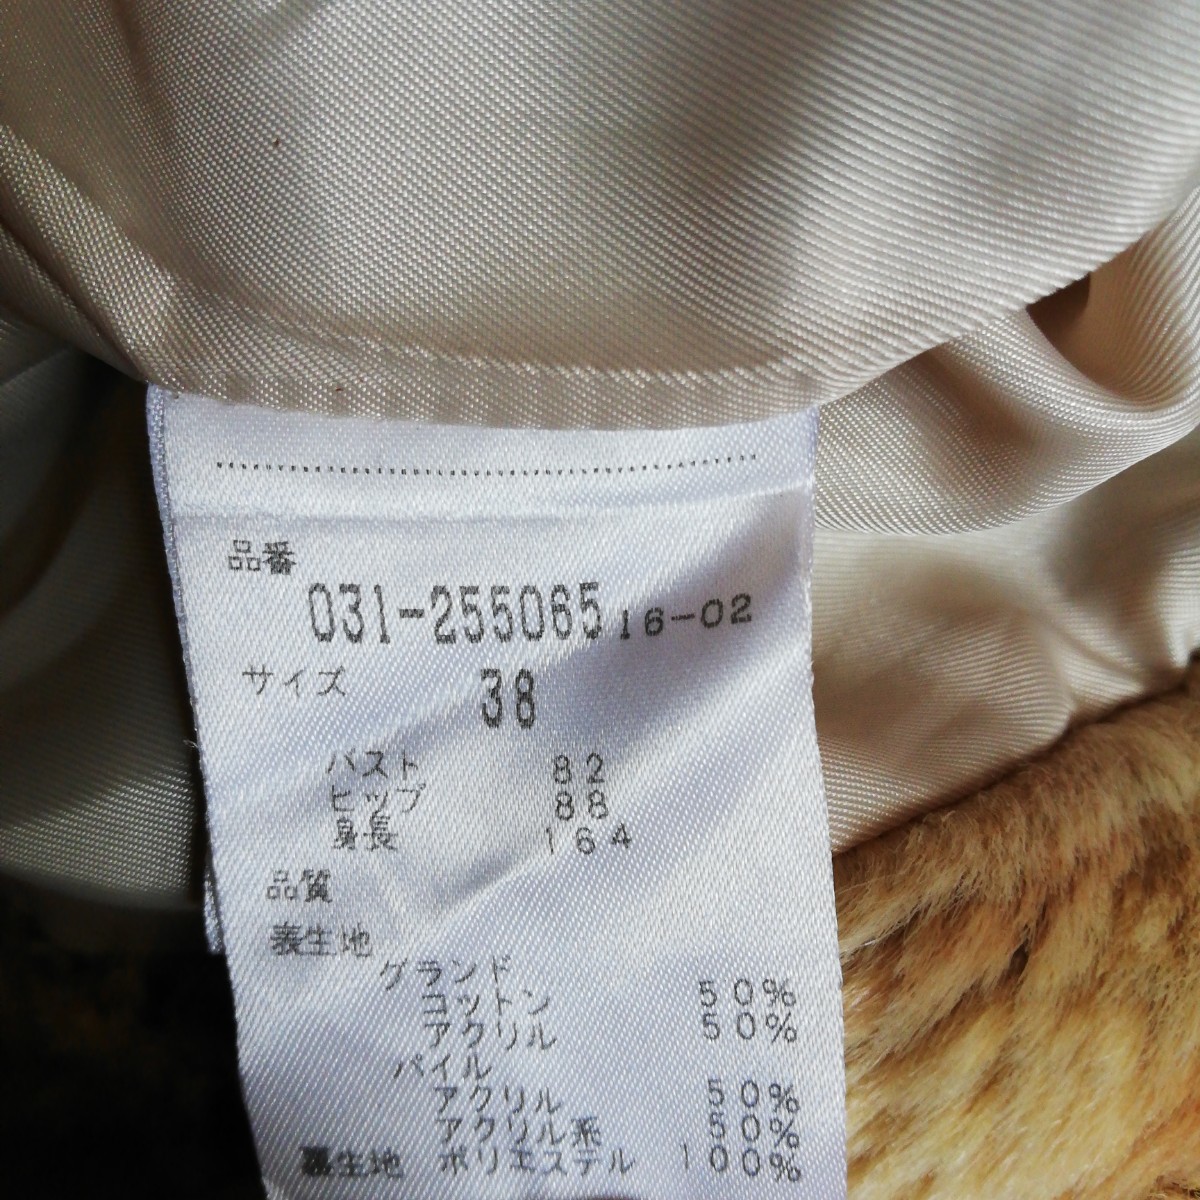 品番
031-255065 16-02
サイズ 38
バスト 82
ヒップ 88
身長 164
品質
表生地
グランド
コットン 50%
アクリル 50%
パイル
アクリル 50%
アクリル系 50%
裏生地 ポリエステル 100%